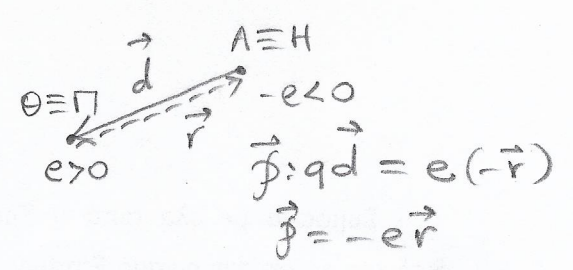 d⃗
Λ≡Η
Θ≡Π
-e<0
r⃗
e>0
p⃗: qd⃗ = e(-r⃗)
p⃗ = -er⃗